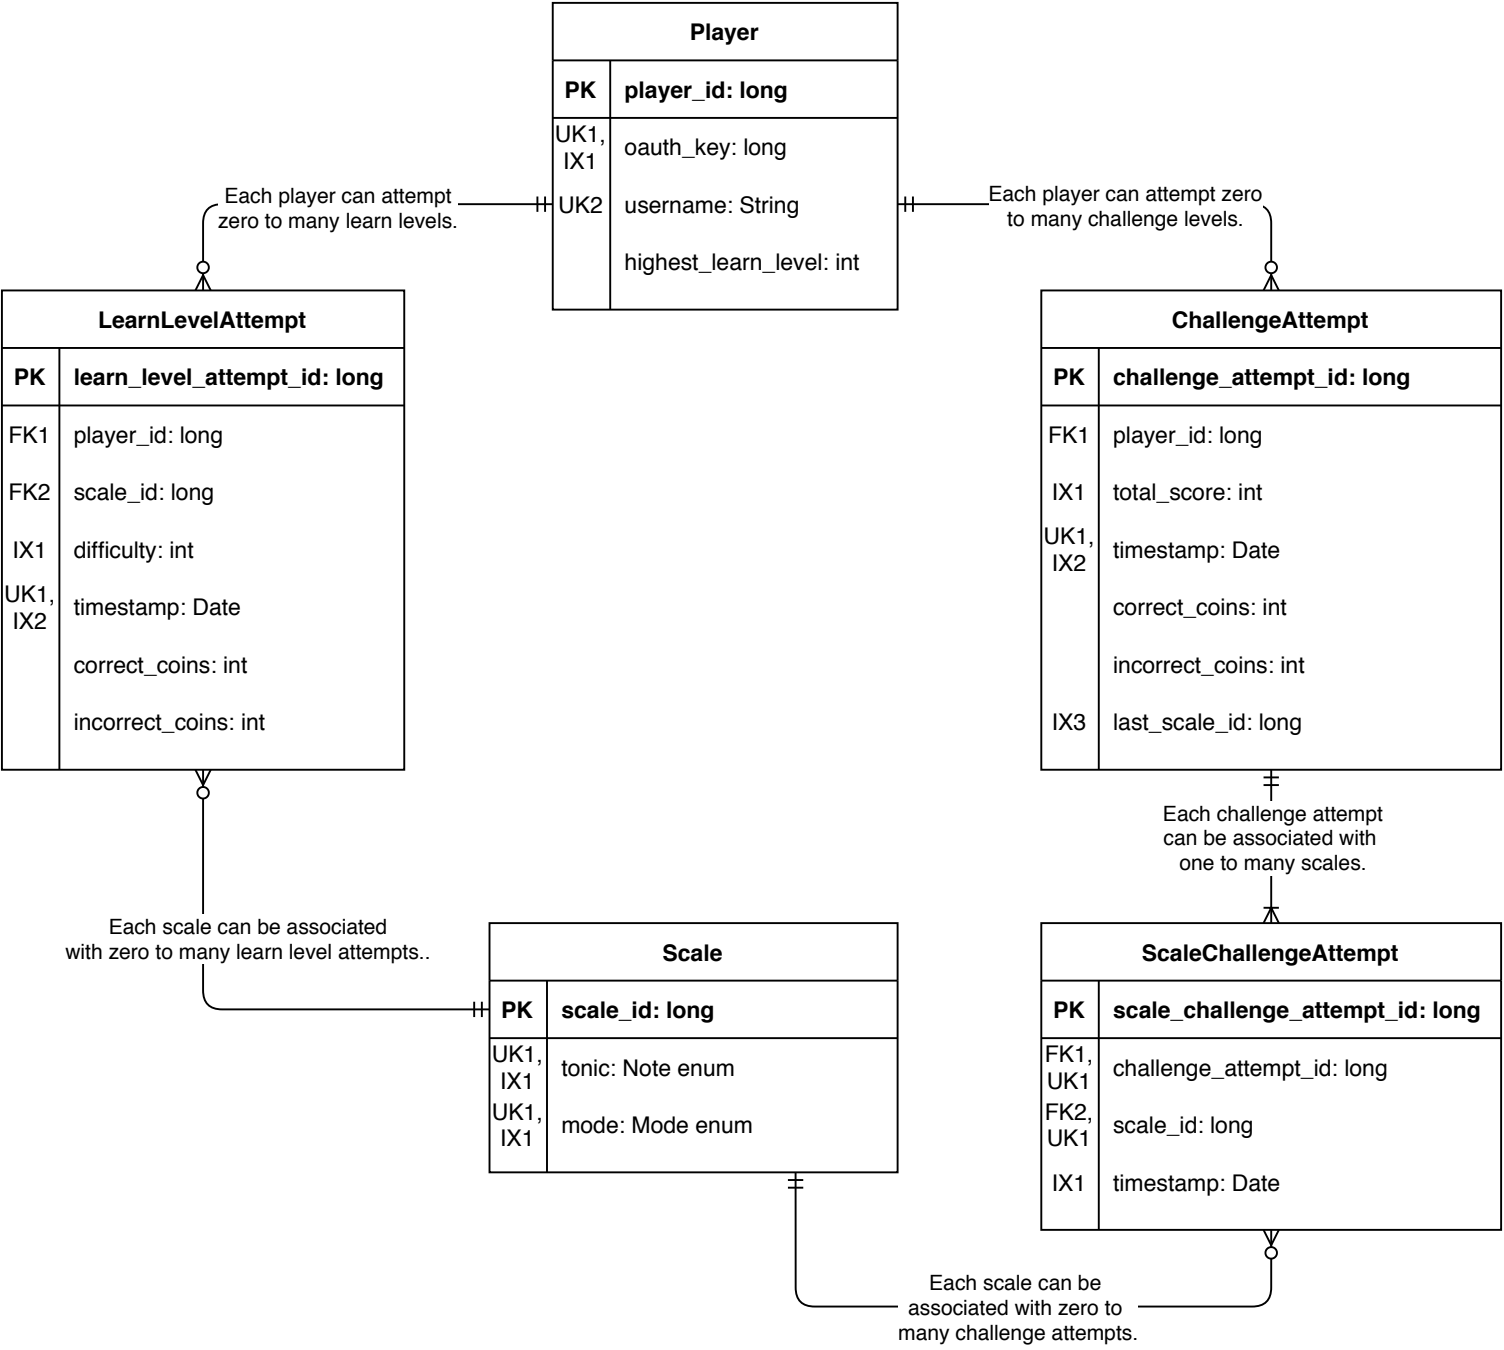 Player
PK player_id: long
UK1,
IX1 oauth_key: long
UK2 username: String
highest_learn_level: int
Each player can attempt
zero to many learn levels.
Each player can attempt zero
to many challenge levels.
LearnLevelAttempt
PK learn_level_attempt_id: long
FK1 player_id: long
FK2 scale_id: long
IX1 difficulty: int
UK1,
IX2 timestamp: Date
correct_coins: int
incorrect_coins: int
ChallengeAttempt
PK challenge_attempt_id: long
FK1 player_id: long
IX1 total_score: int
UK1,
IX2 timestamp: Date
correct_coins: int
incorrect_coins: int
IX3 last_scale_id: long
Each challenge attempt
can be associated with
one to many scales.
Each scale can be associated
with zero to many learn level attempts..
Scale
PK scale_id: long
UK1,
IX1 tonic: Note enum
UK1,
IX1 mode: Mode enum
ScaleChallengeAttempt
PK scale_challenge_attempt_id: long
FK1,
UK1 challenge_attempt_id: long
FK2,
UK1 scale_id: long
IX1 timestamp: Date
Each scale can be
associated with zero to
many challenge attempts.